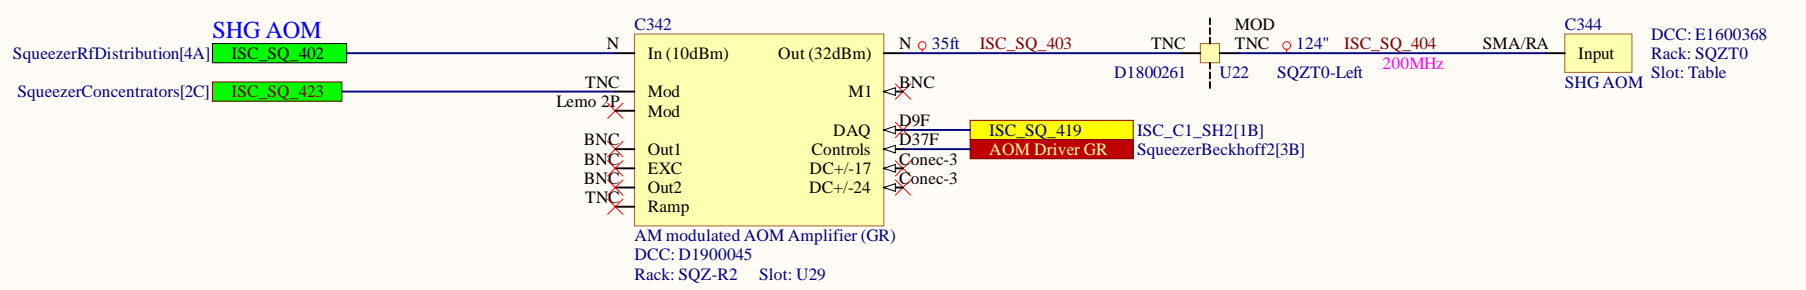 SHG AOM
SqueezerRfDistribution[4A] ISC_SQ_402 N
SqueezerConcentrators[2C] ISC_SQ_423 TNC
Lemo 2P
BNC
BNC
BNC
TNC
C342
In (10dBm) Out (32dBm)
Mod M1
Mod
DAQ
Out1 Controls
EXC DC+/-17
Out2 DC+/-24
Ramp
AM modulated AOM Amplifier (GR)
DCC: D1900045
Rack: SQZ-R2 Slot: U29
N 35ft ISC_SQ_403 TNC
BNC
D9F ISC_SQ_419 ISC_C1_SH2[1B]
D37F AOM Driver GR SqueezerBeckhoff2[3B]
Conec-3
Conec-3
D1800261 U22
MOD
TNC 124" ISC_SQ_404 SMA/RA
SQZT0-Left 200MHz
C344
Input
SHG AOM
DCC: E1600368
Rack: SQZT0
Slot: Table